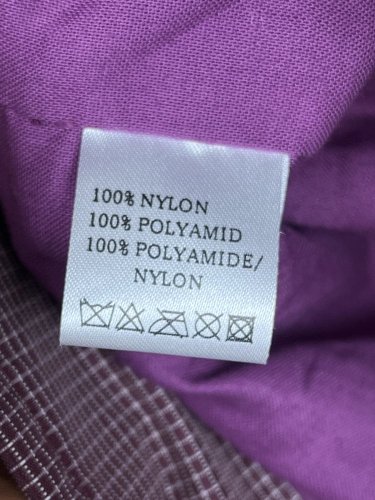 100% NYLON
100% POLYAMID
100% POLYAMIDE/
NYLON